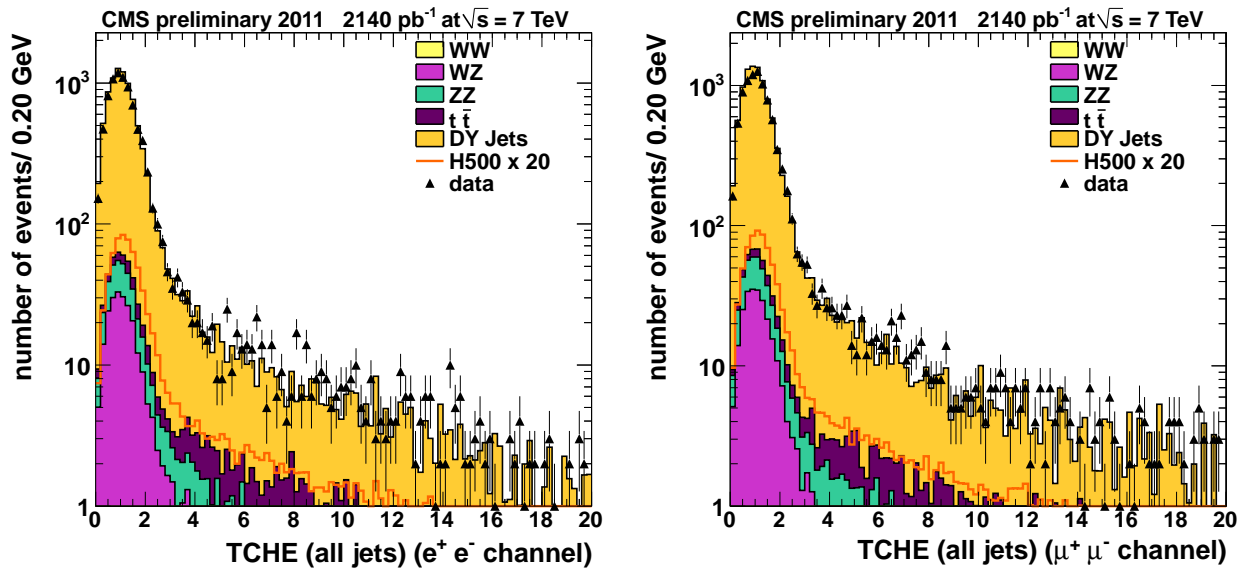 CMS preliminary 2011 2140 pb⁻¹ at √s = 7 TeV
number of events/ 0.20 GeV
10³
10²
10
1
WW
WZ
ZZ
t t̄
DY Jets
H500 x 20
data
0 2 4 6 8 10 12 14 16 18 20
TCHE (all jets) (e⁺ e⁻ channel)
CMS preliminary 2011 2140 pb⁻¹ at √s = 7 TeV
number of events/ 0.20 GeV
10³
10²
10
1
WW
WZ
ZZ
t t̄
DY Jets
H500 x 20
data
0 2 4 6 8 10 12 14 16 18 20
TCHE (all jets) (μ⁺ μ⁻ channel)